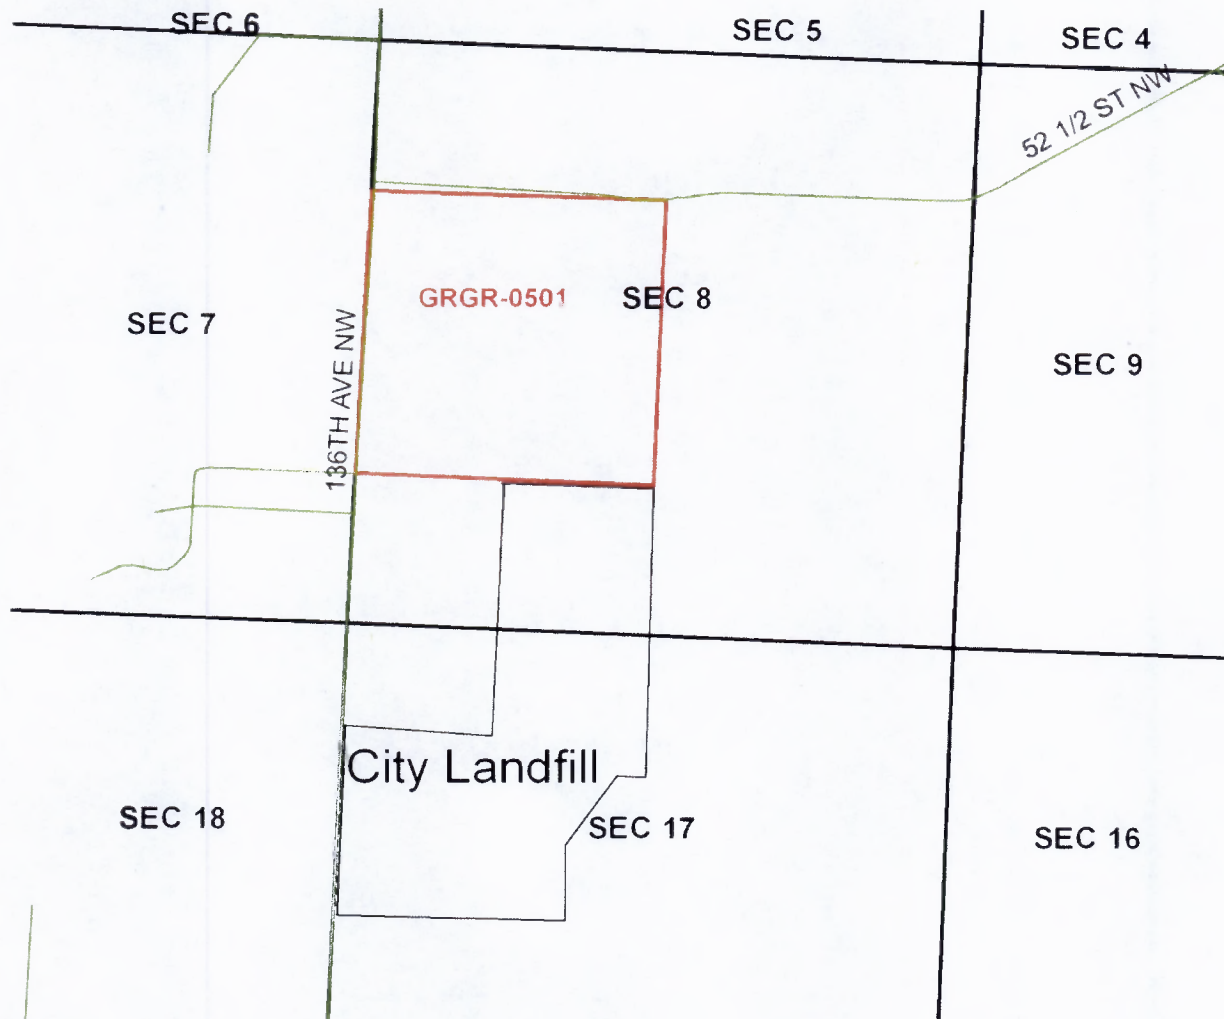 SEC 6
SEC 5
SEC 4
52 1/2 ST NW
GRGR-0501
SEC 8
SEC 7
136TH AVE NW
SEC 9
City Landfill
SEC 18
SEC 17
SEC 16